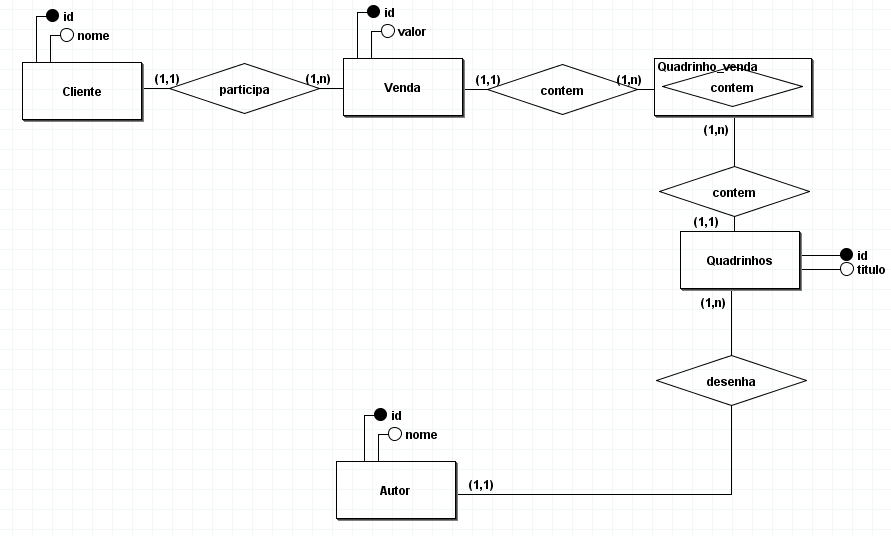 id
nome
Cliente
(1,1)
participa
(1,n)
id
valor
Venda
(1,1)
contem
(1,n)
Quadrinho_venda
contem
(1,n)
contem
(1,1)
Quadrinhos
id
titulo
(1,n)
desenha
id
nome
Autor
(1,1)